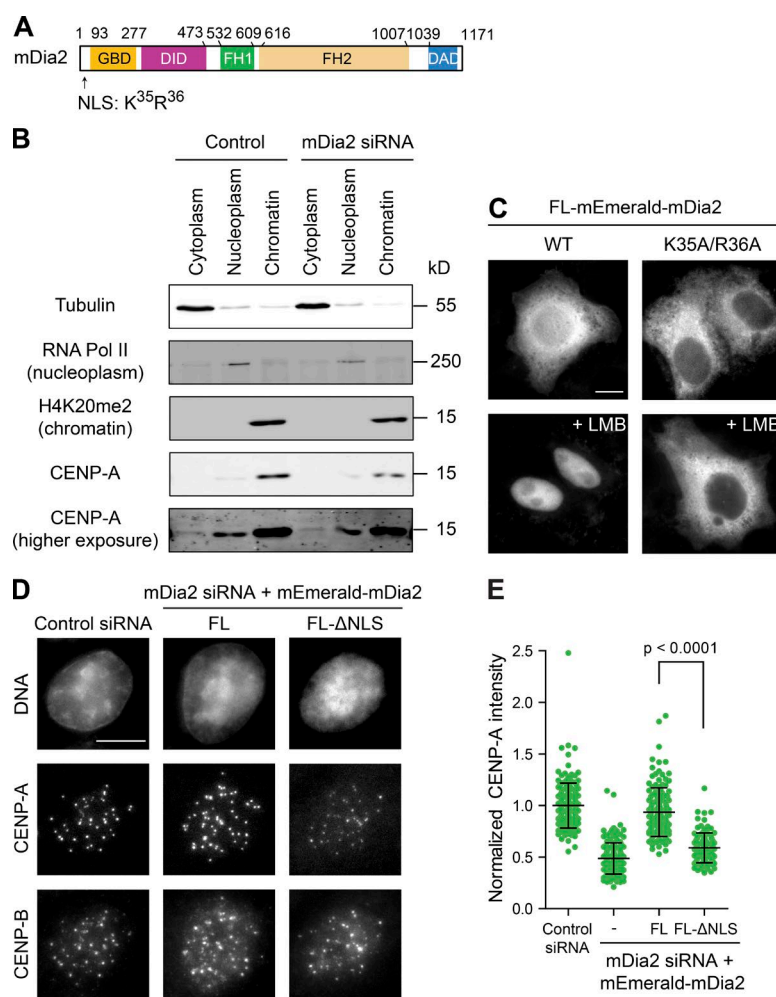 A
1 93 277 473 532 609 616 1007 1039 1171
mDia2 GBD DID FH1 FH2 DAD
NLS: K³⁵R³⁶
B
Control mDia2 siRNA
Cytoplasm Nucleoplasm Chromatin Cytoplasm Nucleoplasm Chromatin
kD
Tubulin 55
RNA Pol II
(nucleoplasm) 250
H4K20me2
(chromatin) 15
CENP-A 15
CENP-A
(higher exposure) 15
C
FL-mEmerald-mDia2
WT K35A/R36A
+ LMB + LMB
D
mDia2 siRNA + mEmerald-mDia2
Control siRNA FL FL-ΔNLS
DNA
CENP-A
CENP-B
E
p < 0.0001
Normalized CENP-A intensity
2.5
2.0
1.5
1.0
0.5
0.0
Control
siRNA
- FL FL-ΔNLS
mDia2 siRNA +
mEmerald-mDia2